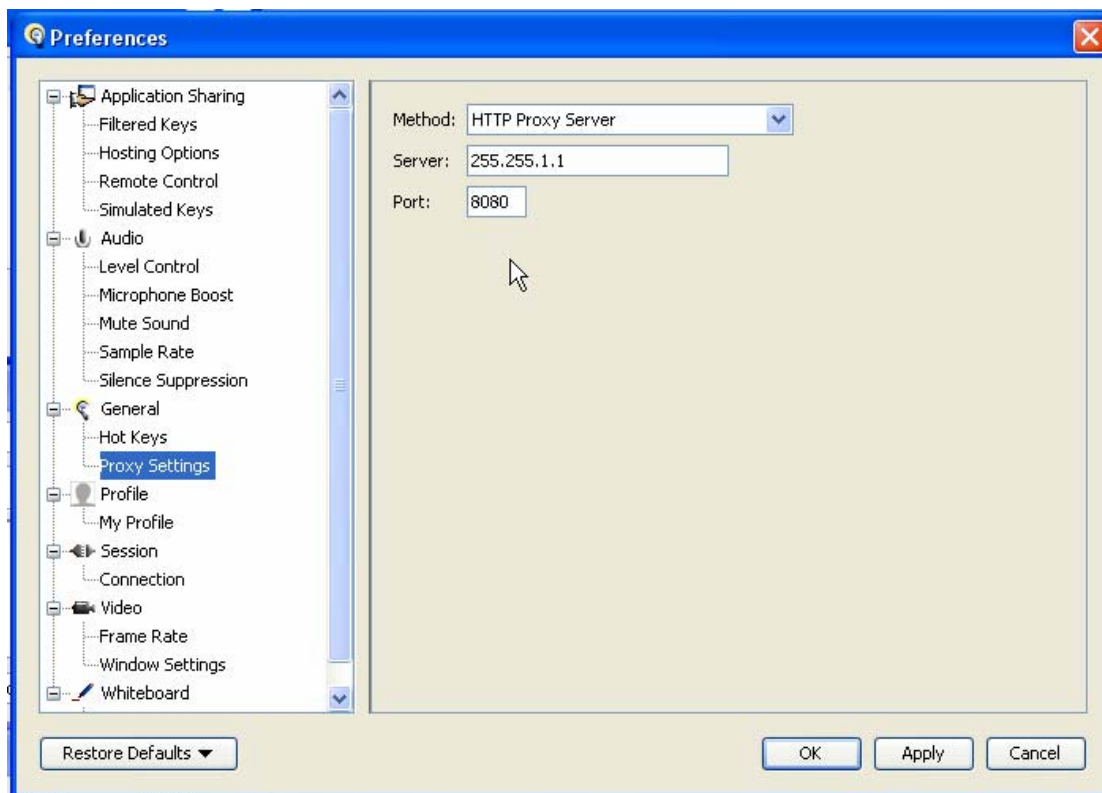 Preferences
Application Sharing
Filtered Keys
Hosting Options
Remote Control
Simulated Keys
Audio
Level Control
Microphone Boost
Mute Sound
Sample Rate
Silence Suppression
General
Hot Keys
Proxy Settings
Profile
My Profile
Session
Connection
Video
Frame Rate
Window Settings
Whiteboard
Method: HTTP Proxy Server
Server: 255.255.1.1
Port: 8080
Restore Defaults
OK
Apply
Cancel